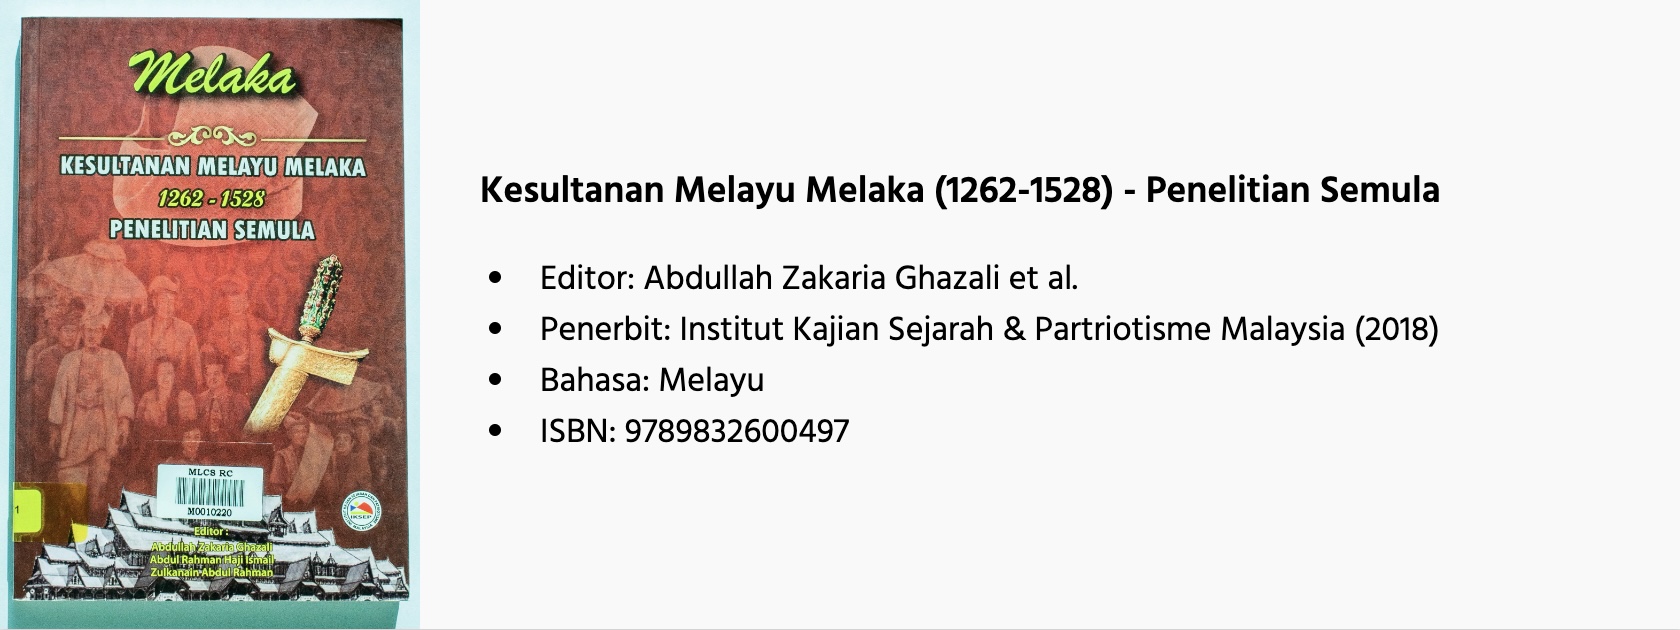 Melaka
KESULTANAN MELAYU MELAKA
1262 - 1528
PENELITIAN SEMULA
MLCS RC
M0010220
1
IKSEP
Editor :
Abdullah Zakaria Ghazali
Abdul Rahman Haji Ismail
Zulkanain Abdul Rahman
Kesultanan Melayu Melaka (1262-1528) - Penelitian Semula
• Editor: Abdullah Zakaria Ghazali et al.
• Penerbit: Institut Kajian Sejarah & Partriotisme Malaysia (2018)
• Bahasa: Melayu
• ISBN: 9789832600497